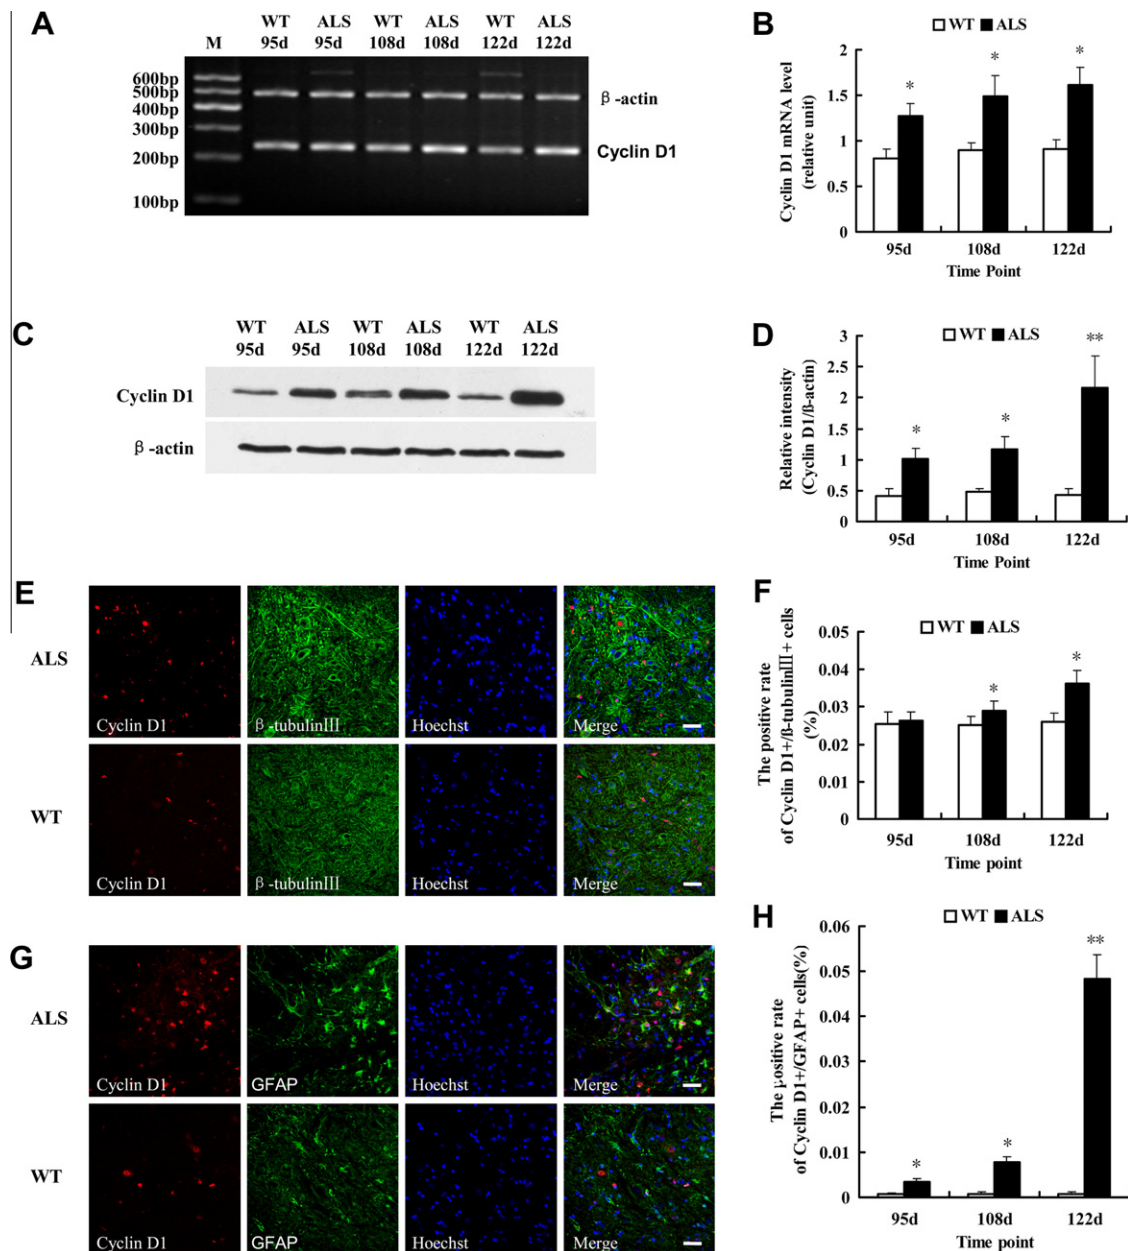 A
WT ALS WT ALS WT ALS
M 95d 95d 108d 108d 122d 122d
600bp
500bp
400bp
300bp
200bp
100bp
β-actin
Cyclin D1
B
WT ALS
Cyclin D1 mRNA level
(relative unit)
2
1.5
1
0.5
0
* * *
95d 108d 122d
Time Point
C
WT ALS WT ALS WT ALS
95d 95d 108d 108d 122d 122d
Cyclin D1
β-actin
D
WT ALS
Relative intensity
(Cyclin D1/ß-actin)
3
2.5
2
1.5
1
0.5
0
* * **
95d 108d 122d
Time Point
E
ALS
Cyclin D1 β-tubulinIII Hoechst Merge
WT
Cyclin D1 β-tubulinIII Hoechst Merge
F
WT ALS
The positive rate
of Cyclin D1+/ß-tubulinIII+ cells
(%)
0.05
0.04
0.03
0.02
0.01
0
* *
95d 108d 122d
Time point
G
ALS
Cyclin D1 GFAP Hoechst Merge
WT
Cyclin D1 GFAP Hoechst Merge
H
WT ALS
The positive rate
of Cyclin D1+/GFAP+ cells(%)
0.06
0.05
0.04
0.03
0.02
0.01
0
* * **
95d 108d 122d
Time point